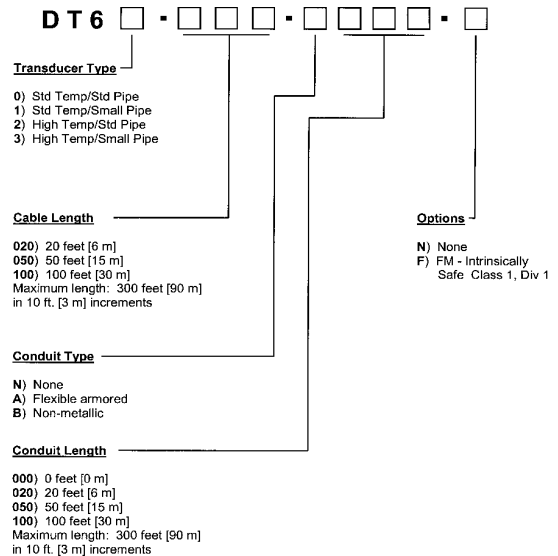 DT6 - -
Transducer Type
0) Std Temp/Std Pipe
1) Std Temp/Small Pipe
2) High Temp/Std Pipe
3) High Temp/Small Pipe
Cable Length
020) 20 feet [6 m]
050) 50 feet [15 m]
100) 100 feet [30 m]
Maximum length: 300 feet [90 m]
in 10 ft. [3 m] increments
Options
N) None
F) FM - Intrinsically
Safe Class 1, Div 1
Conduit Type
N) None
A) Flexible armored
B) Non-metallic
Conduit Length
000) 0 feet [0 m]
020) 20 feet [6 m]
050) 50 feet [15 m]
100) 100 feet [30 m]
Maximum length: 300 feet [90 m]
in 10 ft. [3 m] increments